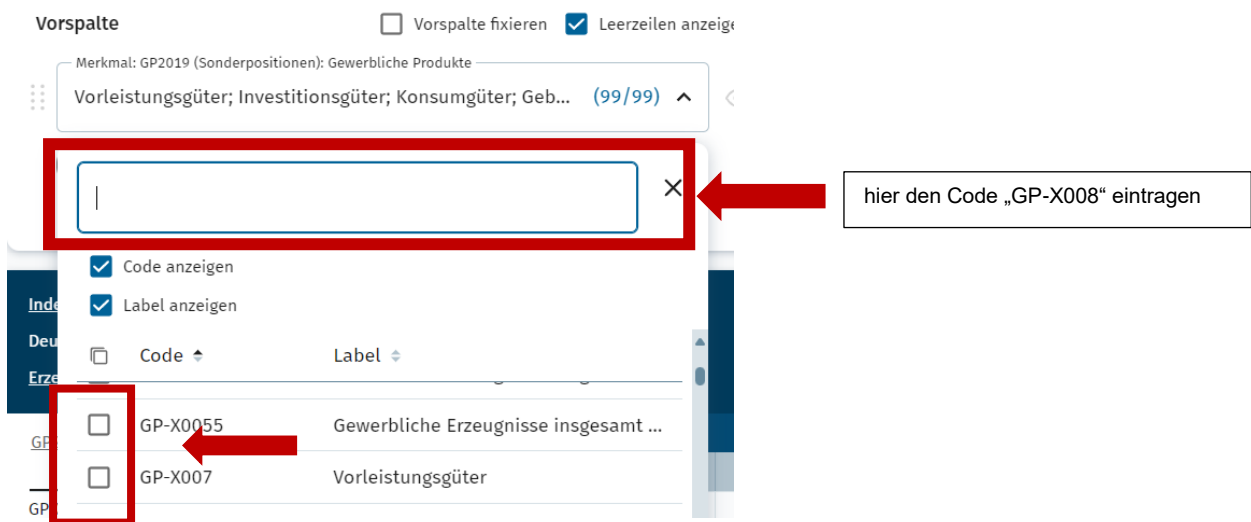 Vorspalte
Vorspalte fixieren
Leerzeilen anzeige
Merkmal: GP2019 (Sonderpositionen): Gewerbliche Produkte
Vorleistungsgüter; Investitionsgüter; Konsumgüter; Geb... (99/99)
hier den Code „GP-X008“ eintragen
Code anzeigen
Label anzeigen
Inde
Deu
Erze
Code
Label
GP-X0055 Gewerbliche Erzeugnisse insgesamt ...
GP
GP-X007 Vorleistungsgüter
GP